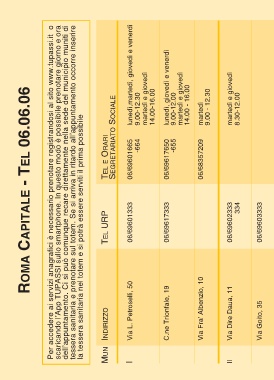 ROMA CAPITALE - TEL 06.06.06
Per accedere ai servizi anagrafici è necessario prenotare registrandosi al sito www.tupassi.it o
scaricando l'App TUPASSI sullo smartphone. In questo modo è possibile prenotare giorno e ora
dell'appuntamento. Ci si può comunque recare direttamente nella sede del municipio muniti di
tessera sanitaria e prenotare sul totem. Se si arriva in ritardo all'appuntamento occorre inserire
la tessera sanitaria nel totem e si potrà essere serviti il prima possibile
MUN INDIRIZZO TEL URP TEL E ORARI
SEGRETARIATO SOCIALE
I Via L. Petroselli, 50 06/69601333 06/69601665 lunedì,martedì, giovedì e venerdì
664 martedì e giovedì
14.00-16.00
C.ne Trionfale, 19 06/69617333 06/69617650 lunedì, giovedì e venerdì
655 9.00-12.00
martedì e giovedì
14.00-16.00
Via Fra' Albenzio, 10 06/68357209 martedì
9.00 - 12.30
II Via Dire Daua, 11 06/69602333 martedì e giovedì
334 8.30-12.00
Via Goito, 35 06/69603333